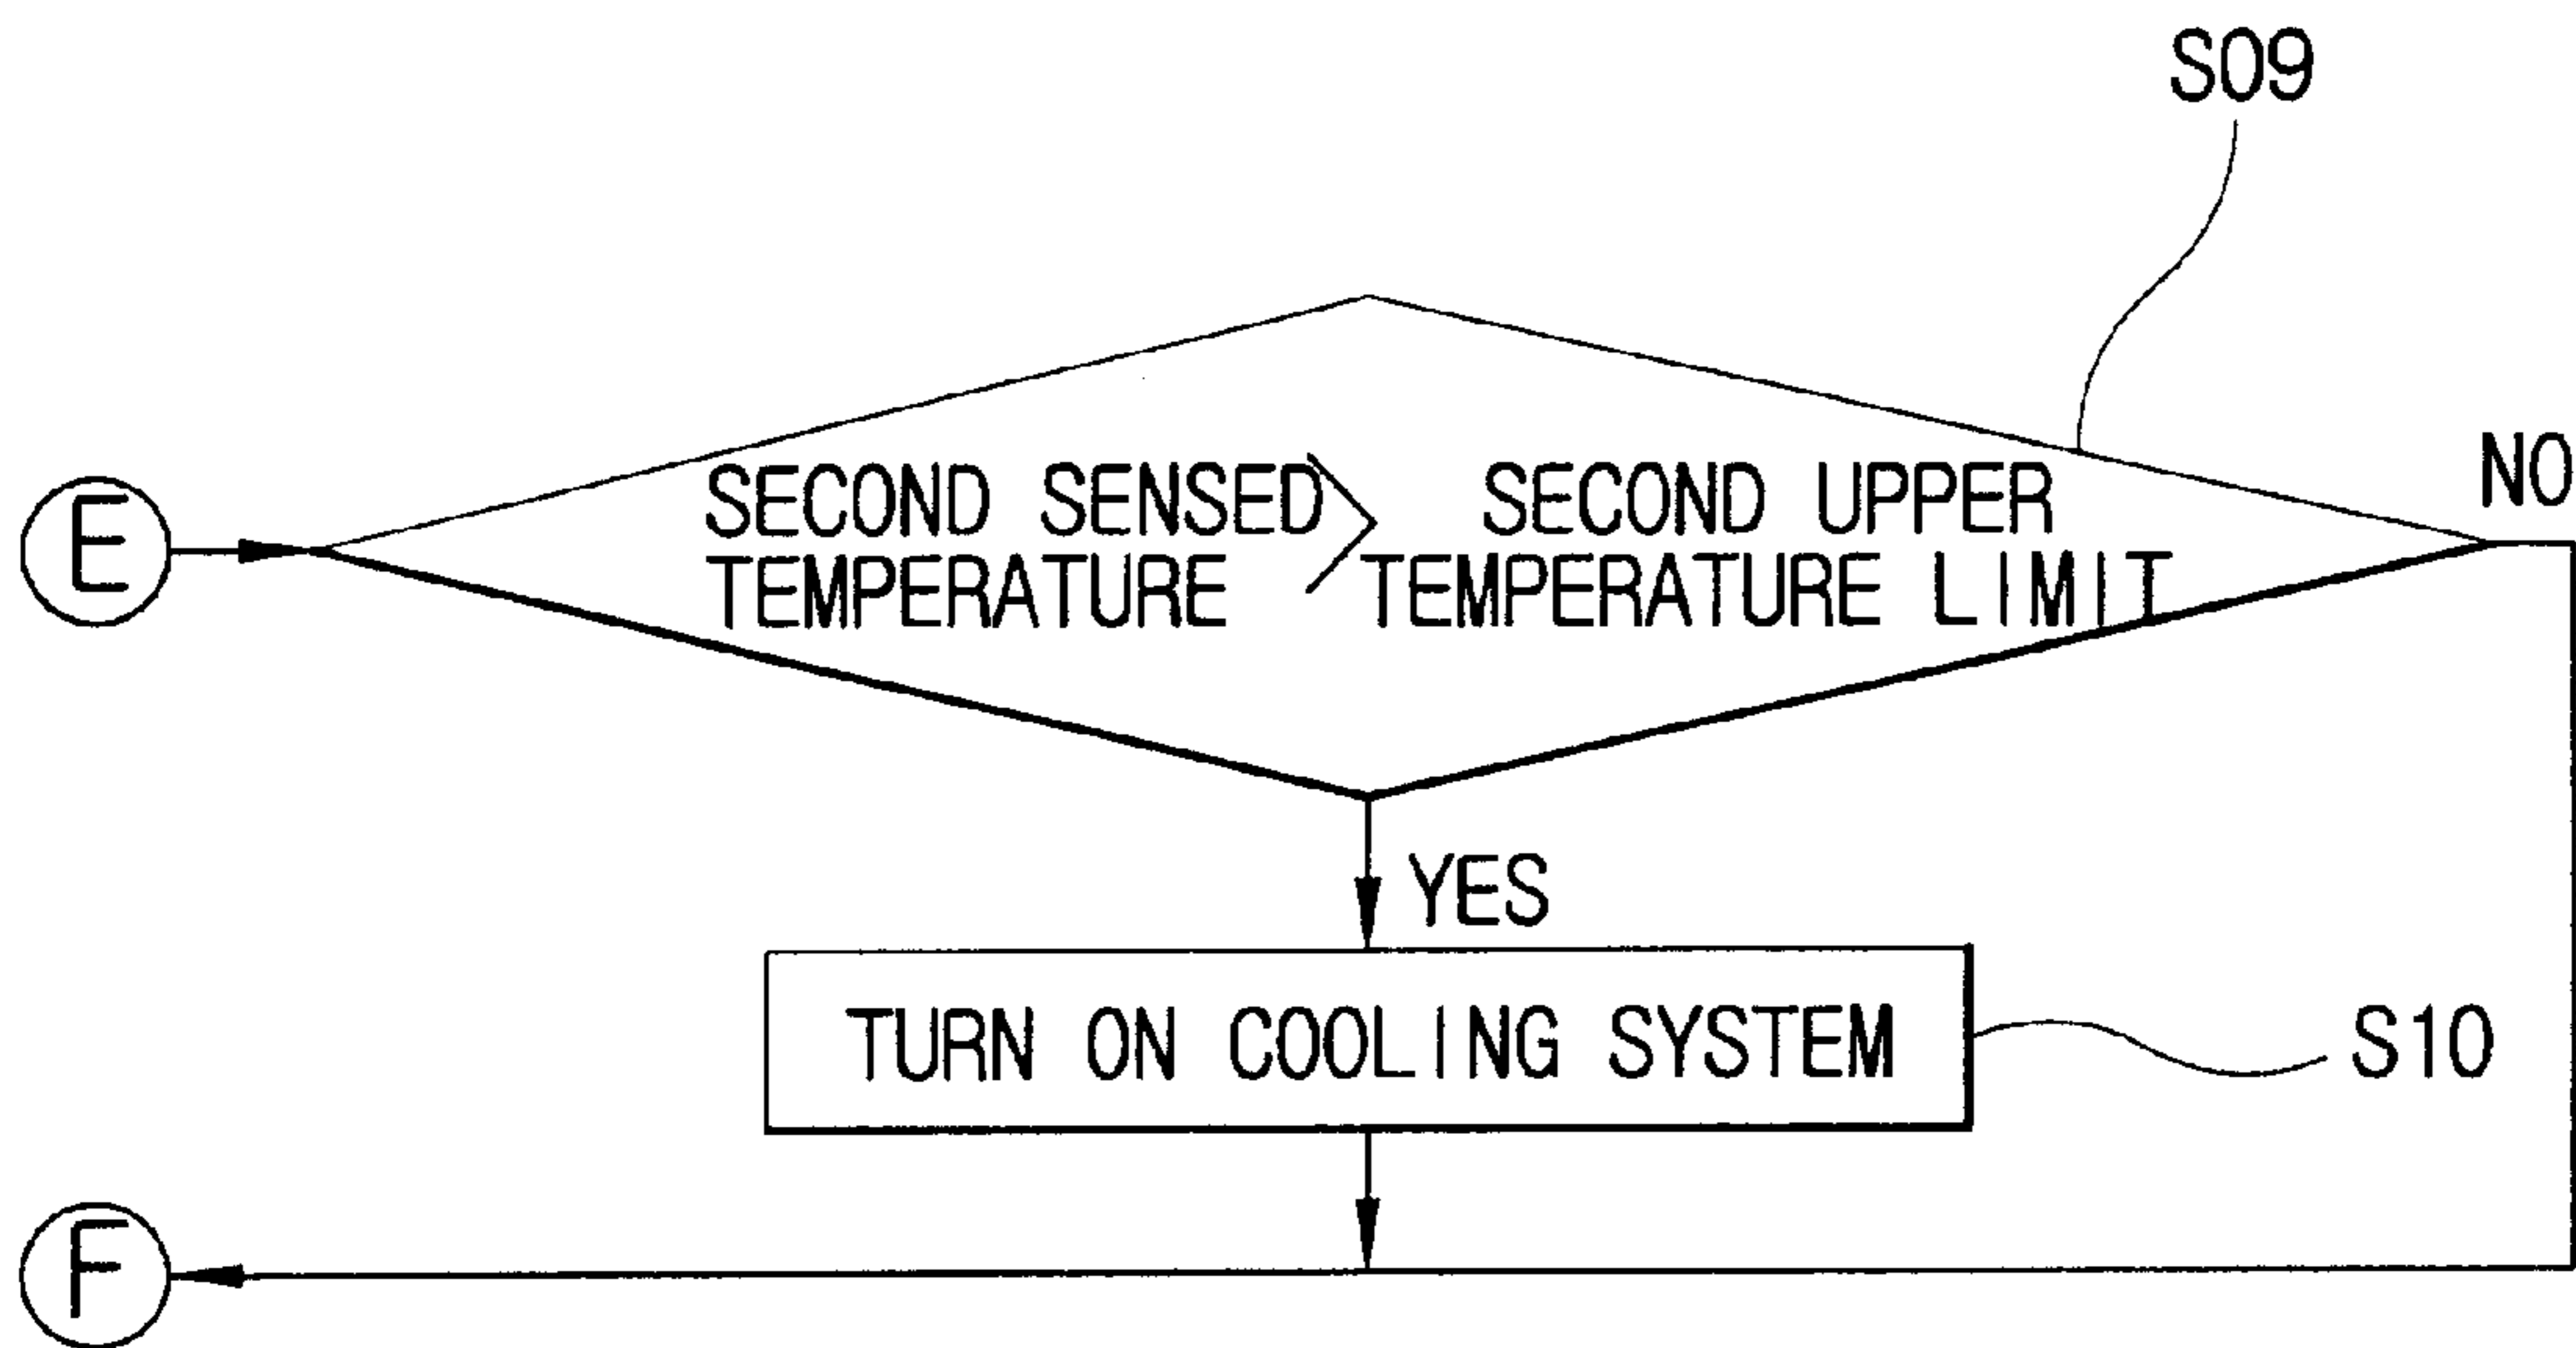 S09
E
SECOND SENSED > SECOND UPPER
TEMPERATURE TEMPERATURE LIMIT
NO
YES
TURN ON COOLING SYSTEM
S10
F